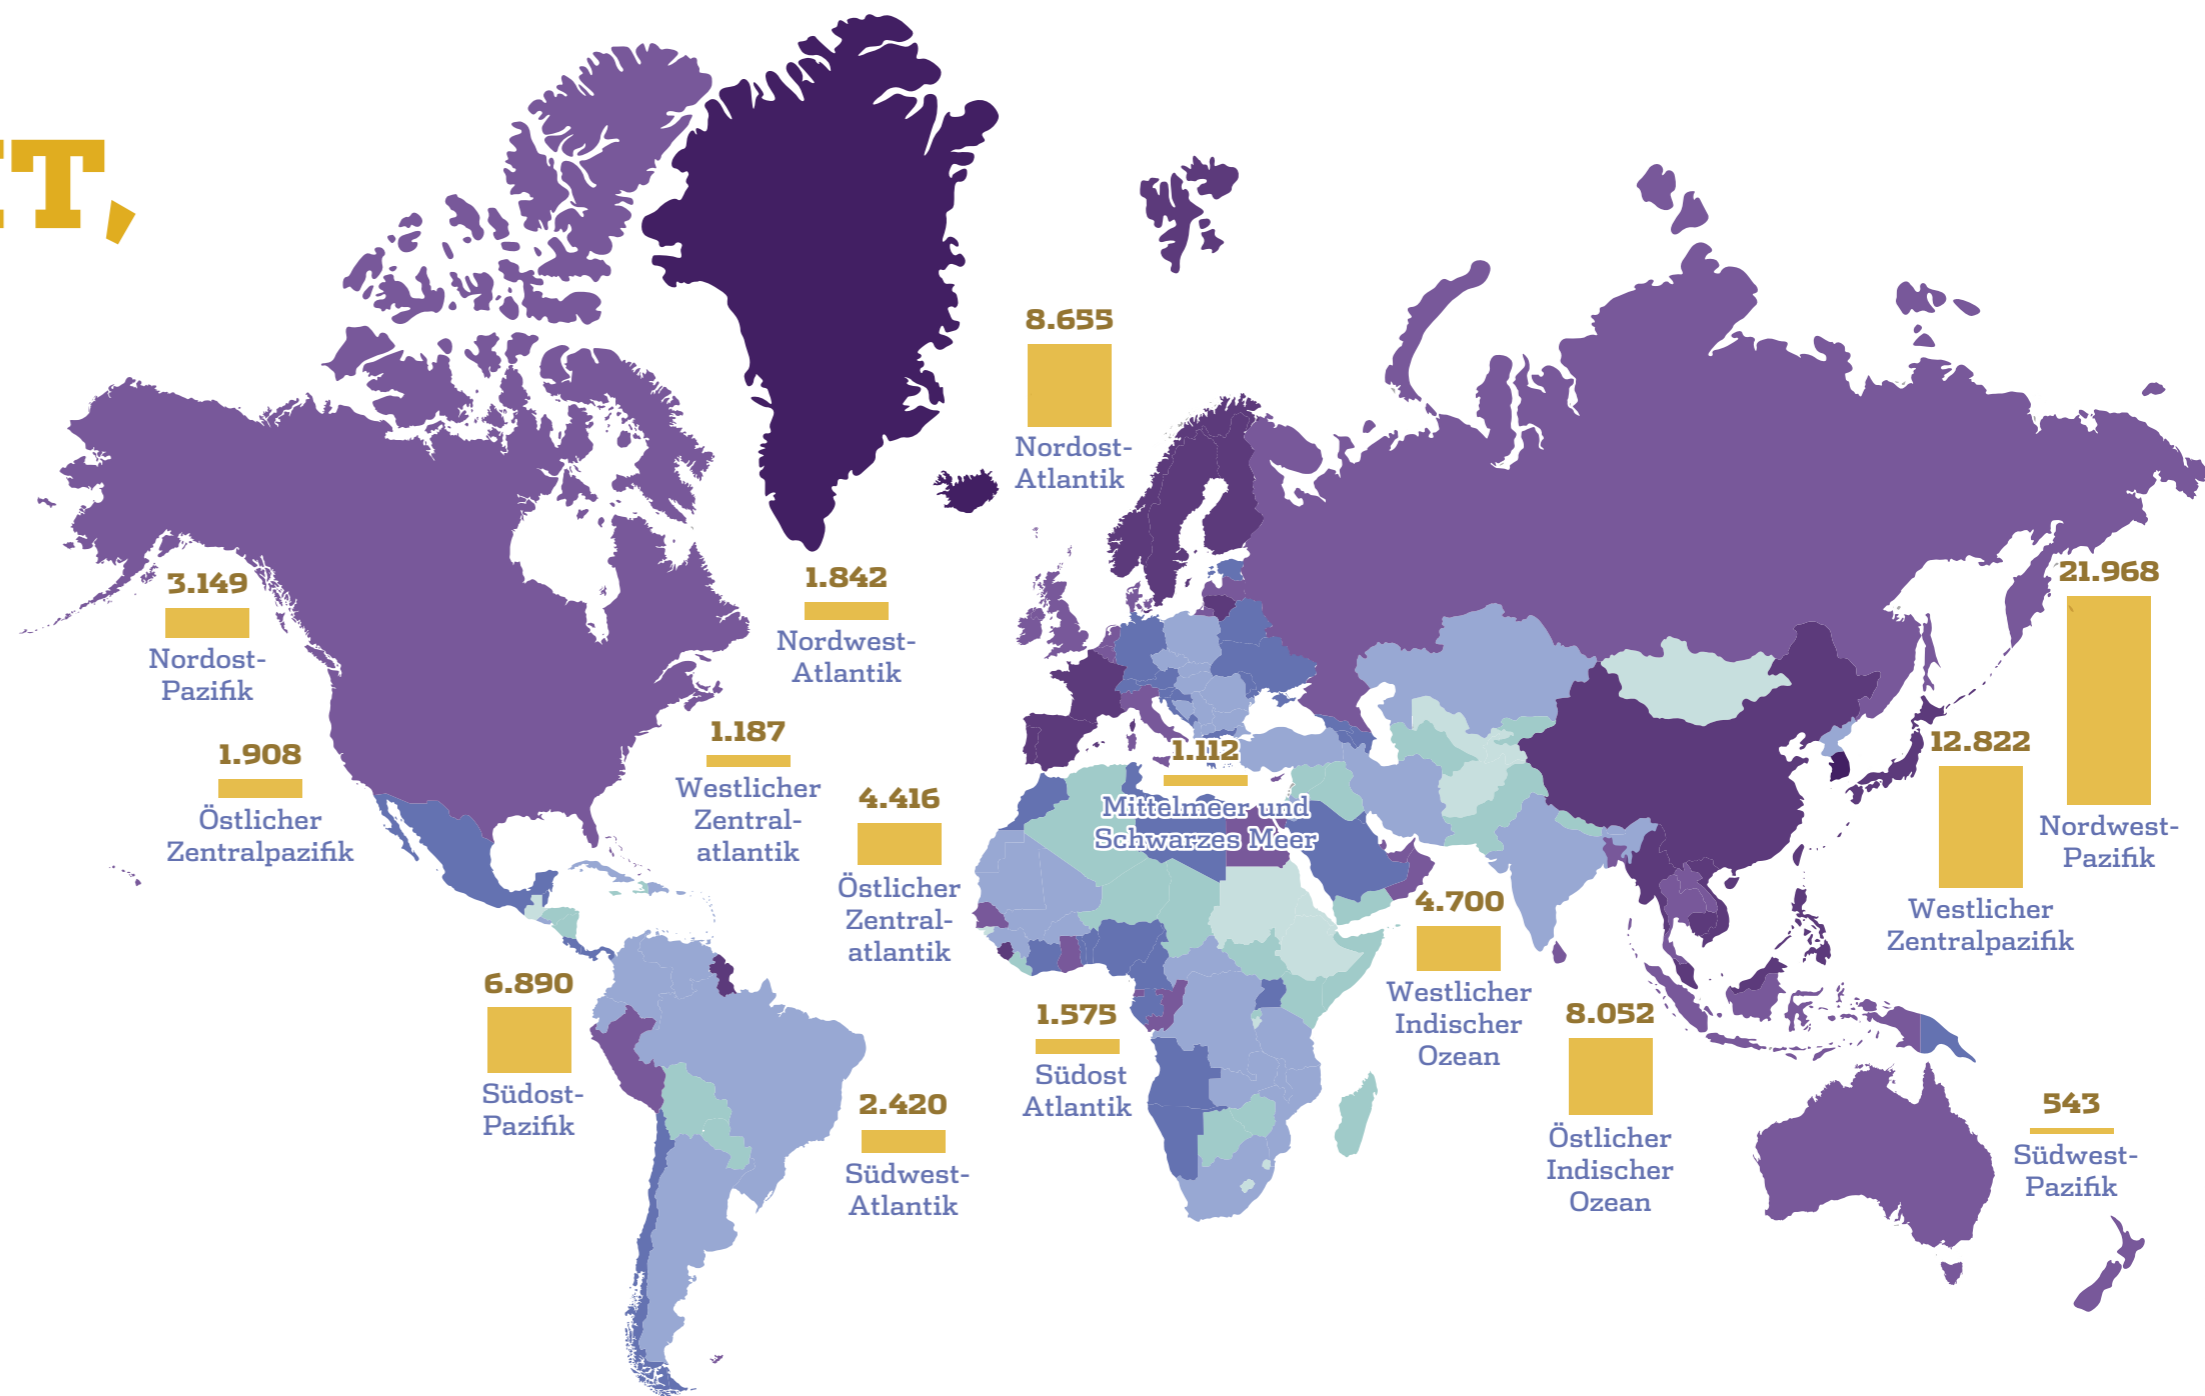 T,
8.655
Nordost-
Atlantik
3.149
Nordost-
Pazifik
1.842
Nordwest-
Atlantik
21.968
Nordwest-
Pazifik
1.908
Östlicher
Zentralpazifik
1.187
Westlicher
Zentral-
atlantik
1.112
Mittelmeer und
Schwarzes Meer
12.822
Westlicher
Zentralpazifik
4.416
Östlicher
Zentral-
atlantik
4.700
Westlicher
Indischer
Ozean
6.890
Südost-
Pazifik
1.575
Südost
Atlantik
8.052
Östlicher
Indischer
Ozean
2.420
Südwest-
Atlantik
543
Südwest-
Pazifik